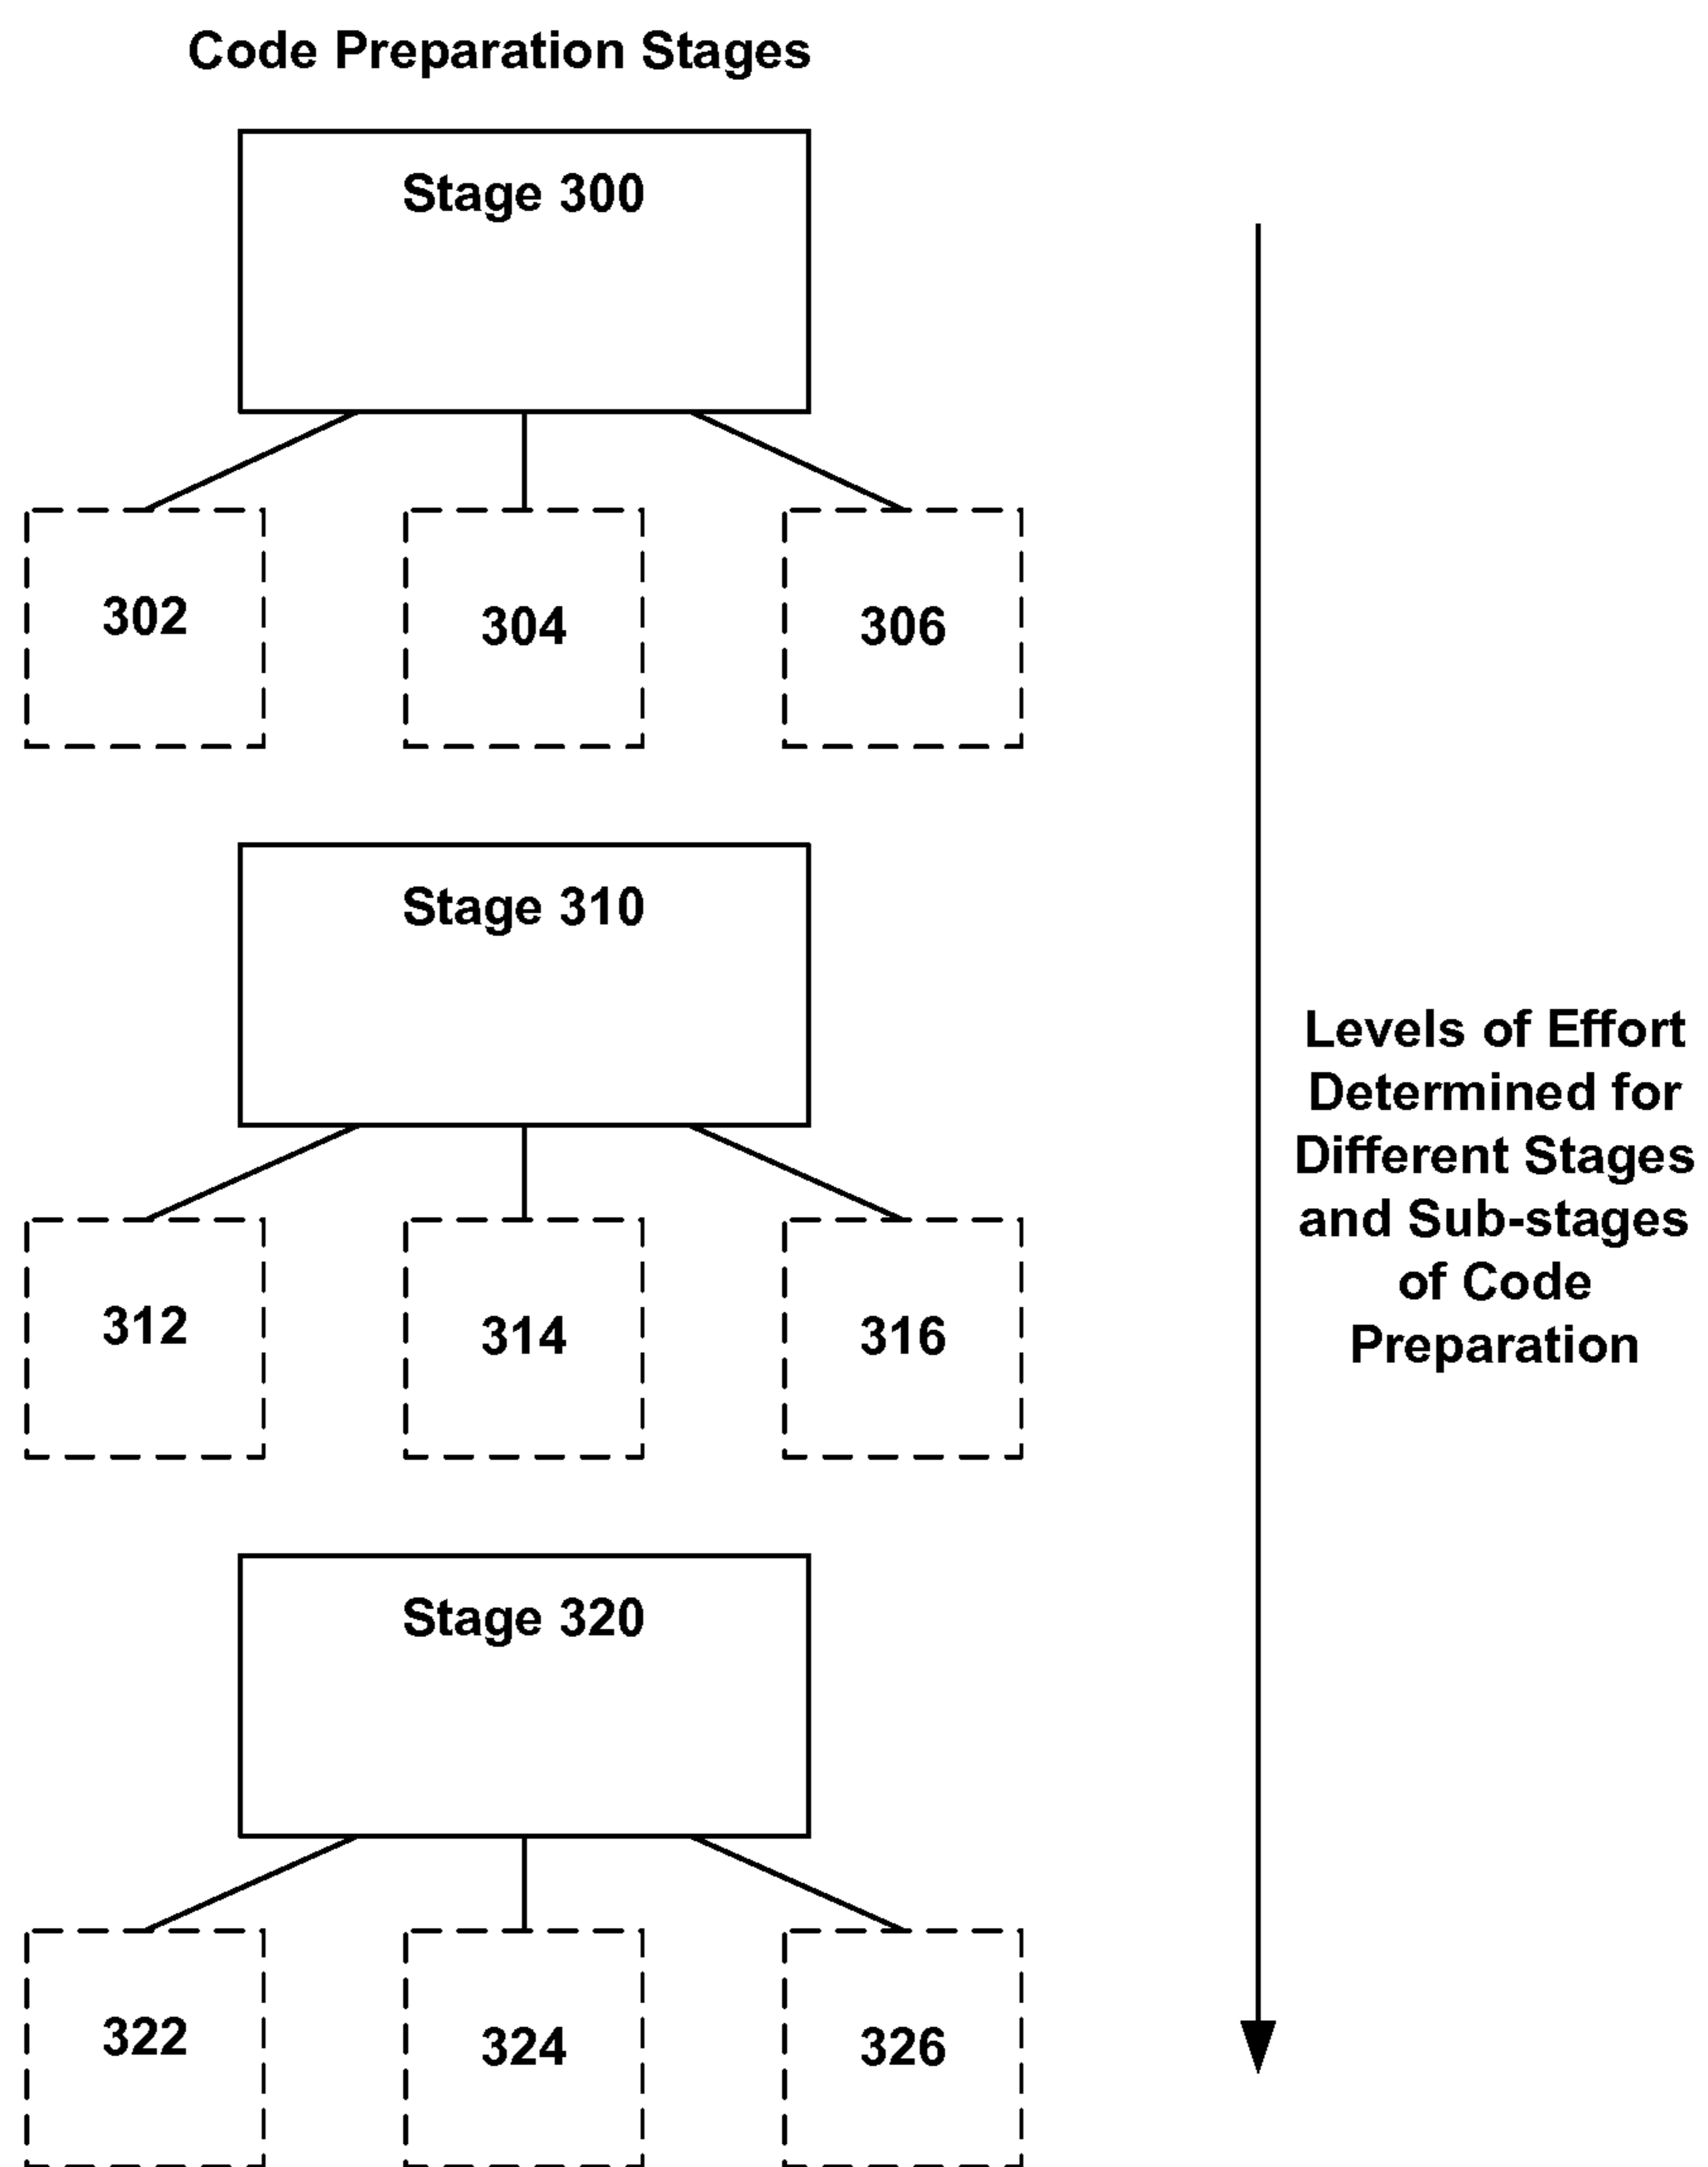 Code Preparation Stages
Stage 300
302
304
306
Stage 310
312
314
316
Stage 320
322
324
326
Levels of Effort
Determined for
Different Stages
and Sub-stages
of Code
Preparation